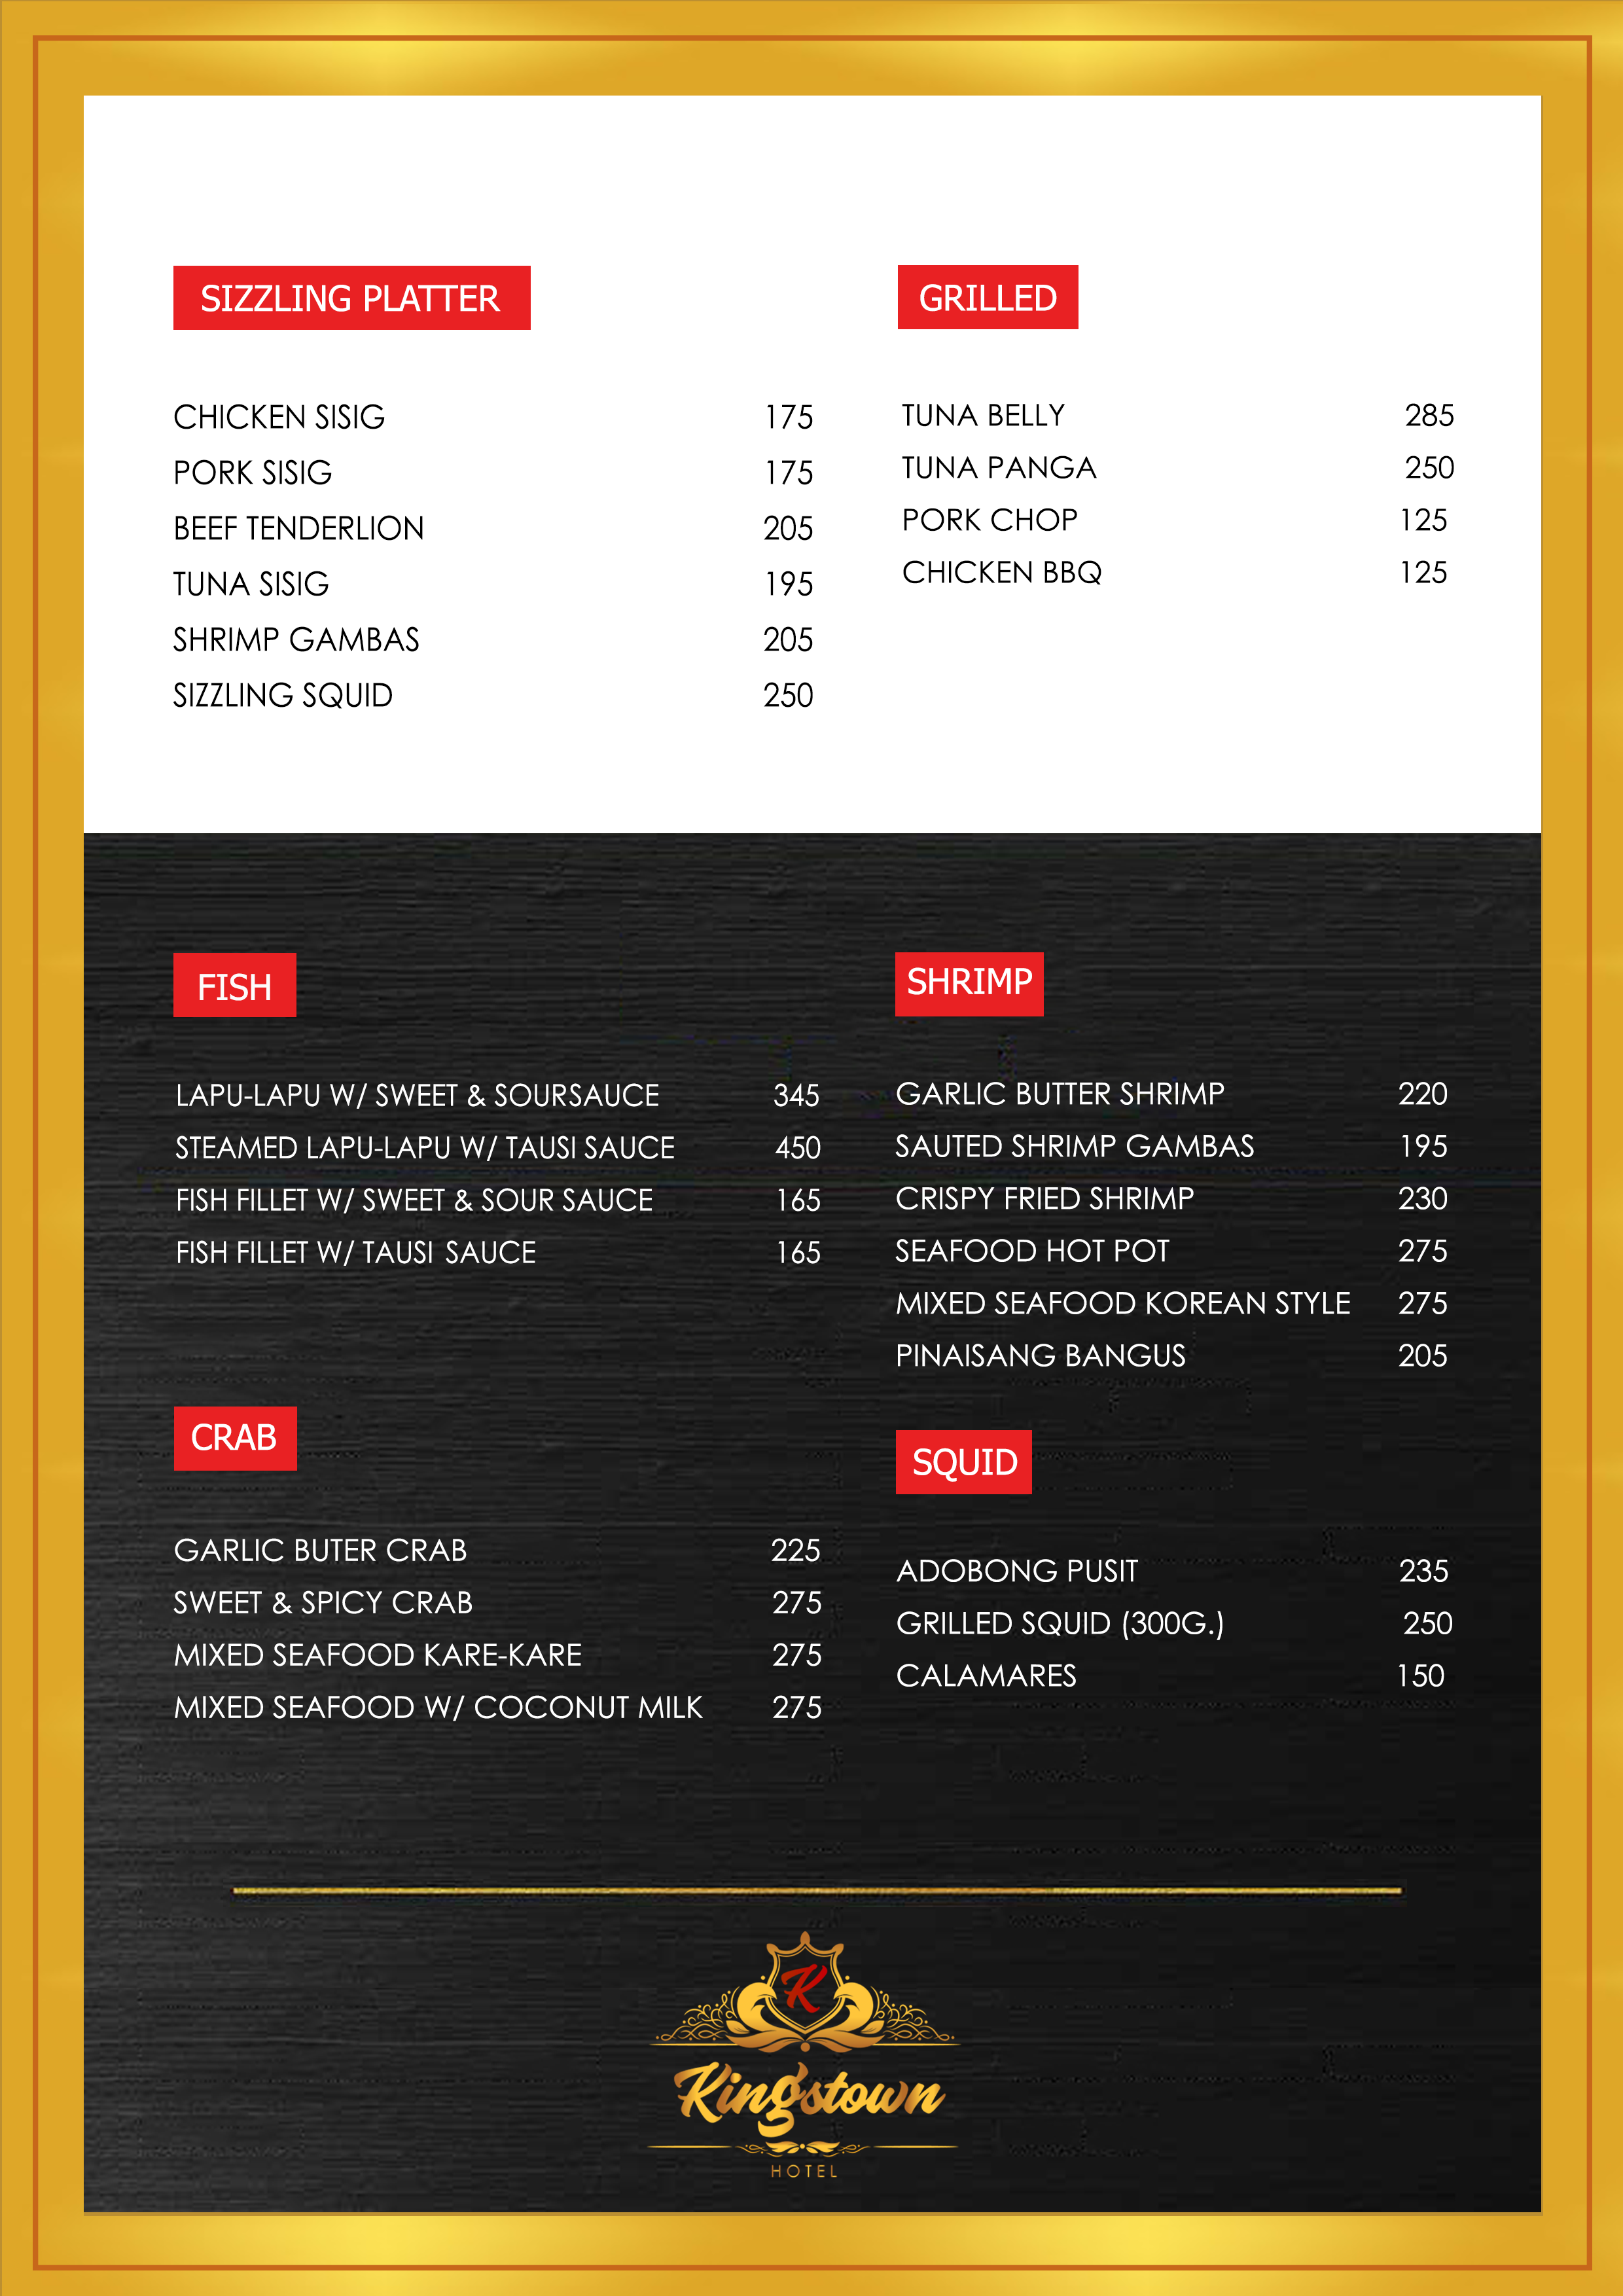 SIZZLING PLATTER
CHICKEN SISIG 175
PORK SISIG 175
BEEF TENDERLION 205
TUNA SISIG 195
SHRIMP GAMBAS 205
SIZZLING SQUID 250
GRILLED
TUNA BELLY 285
TUNA PANGA 250
PORK CHOP 125
CHICKEN BBQ 125
FISH
LAPU-LAPU W/ SWEET & SOURSAUCE 345
STEAMED LAPU-LAPU W/ TAUSI SAUCE 450
FISH FILLET W/ SWEET & SOUR SAUCE 165
FISH FILLET W/ TAUSI SAUCE 165
SHRIMP
GARLIC BUTTER SHRIMP 220
SAUTED SHRIMP GAMBAS 195
CRISPY FRIED SHRIMP 230
SEAFOOD HOT POT 275
MIXED SEAFOOD KOREAN STYLE 275
PINAISANG BANGUS 205
CRAB
GARLIC BUTER CRAB 225
SWEET & SPICY CRAB 275
MIXED SEAFOOD KARE-KARE 275
MIXED SEAFOOD W/ COCONUT MILK 275
SQUID
ADOBONG PUSIT 235
GRILLED SQUID (300G.) 250
CALAMARES 150
K
Kingstown
HOTEL